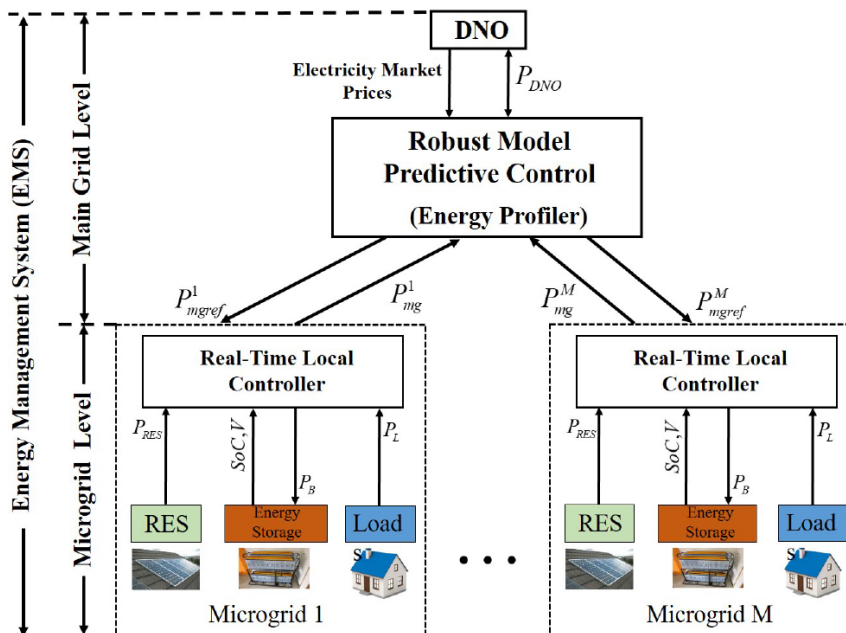 DNO
Electricity Market
Prices
P_DNO
Robust Model
Predictive Control
(Energy Profiler)
Energy Management System (EMS)
Main Grid Level
Microgrid Level
P^1_mgref
P^1_mg
P^M_mg
P^M_mgref
Real-Time Local
Controller
P_RES
SoC,V
P_B
P_L
RES
Energy
Storage
Load
s
Microgrid 1
...
Real-Time Local
Controller
P_RES
SoC,V
P_B
P_L
RES
Energy
Storage
Load
s
Microgrid M